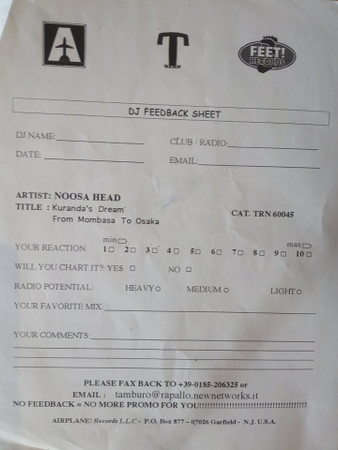 A T FEET! RECORDS
DJ FEEDBACK SHEET
DJ NAME: CLUB / RADIO:
DATE: EMAIL:
ARTIST: NOOSA HEAD
TITLE : Kuranda's Dream
From Mombasa To Osaka CAT. TRN 60045
min max
YOUR REACTION 1 2 3 4 5 6 7 8 9 10
WILL YOU CHART IT?: YES NO
RADIO POTENTIAL: HEAVY MEDIUM LIGHT
YOUR FAVORITE MIX
YOUR COMMENTS:
PLEASE FAX BACK TO +39-0185-206325 or
EMAIL : tamburo@rapallo.newnetworks.it
NO FEEDBACK = NO MORE PROMO FOR YOU!!!!!!!!!!!!!!!!!!!!!!!!!!!!!!!!!!!!!!
AIRPLANE! Records L.L.C - P.O. Box 877 – 07026 Garfield - N.J. U.S.A.